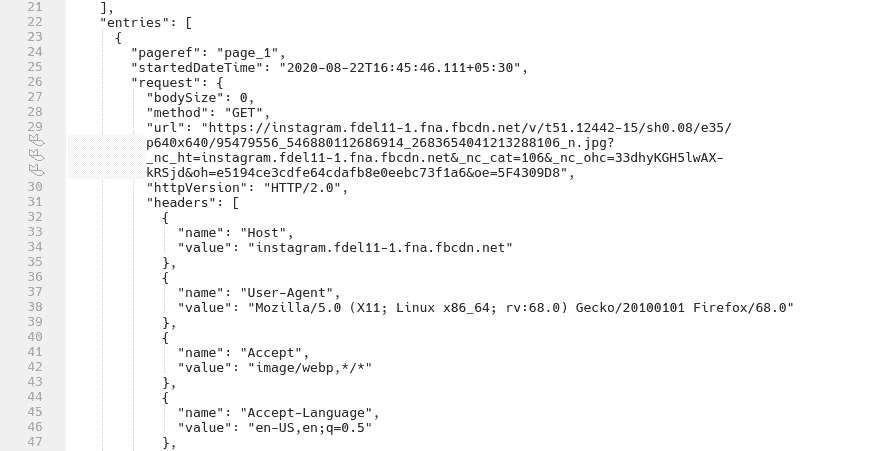 21 ],
22 "entries": [
23 {
24 "pageref": "page_1",
25 "startedDateTime": "2020-08-22T16:45:46.111+05:30",
26 "request": {
27 "bodySize": 0,
28 "method": "GET",
29 "url": "https://instagram.fdel11-1.fna.fbcdn.net/v/t51.12442-15/sh0.08/e35/
p640x640/95479556_546880112686914_2683654041213288106_n.jpg?
_nc_ht=instagram.fdel11-1.fna.fbcdn.net&_nc_cat=106&_nc_ohc=33dhyKGH5lwAX-
kRSjd&oh=e5194ce3cdfe64cdafb8e0eebc73f1a6&oe=5F4309D8",
30 "httpVersion": "HTTP/2.0",
31 "headers": [
32 {
33 "name": "Host",
34 "value": "instagram.fdel11-1.fna.fbcdn.net"
35 },
36 {
37 "name": "User-Agent",
38 "value": "Mozilla/5.0 (X11; Linux x86_64; rv:68.0) Gecko/20100101 Firefox/68.0"
39 },
40 {
41 "name": "Accept",
42 "value": "image/webp,*/*"
43 },
44 {
45 "name": "Accept-Language",
46 "value": "en-US,en;q=0.5"
47 },